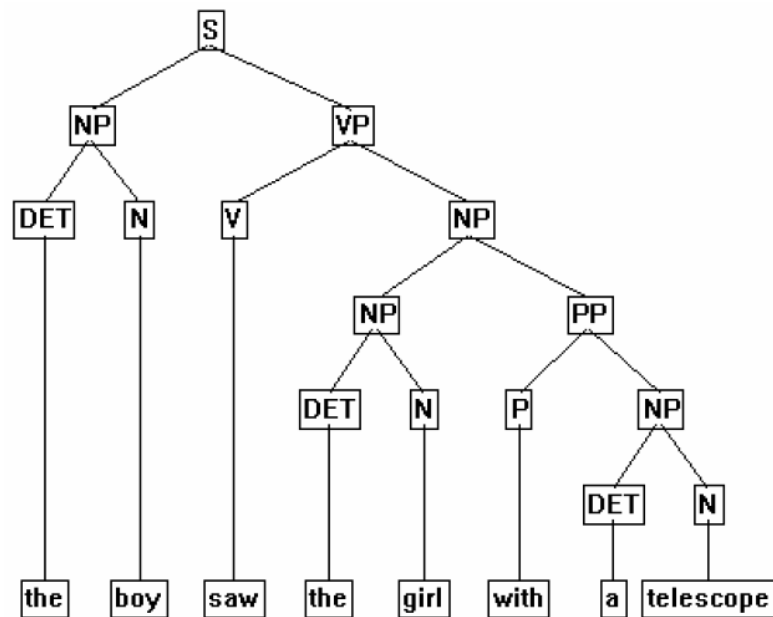 S
NP VP
DET N V NP
NP PP
DET N P NP
DET N
the boy saw the girl with a telescope